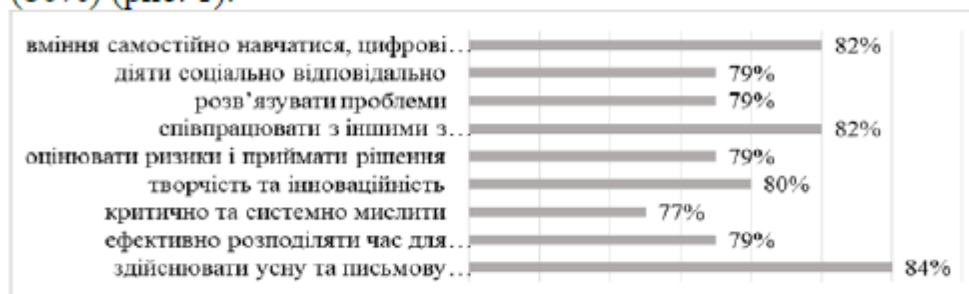 (80%) (рис. 1).
вміння самостійно навчатися, цифрові ... 82%
діяти соціально відповідально 79%
розв’язувати проблеми 79%
співпрацювати з іншими з... 82%
оцінювати ризики і приймати рішення 79%
творчість та інноваційність 80%
критично та системно мислити 77%
ефективно розподіляти час для... 79%
здійснювати усну та письмову ... 84%